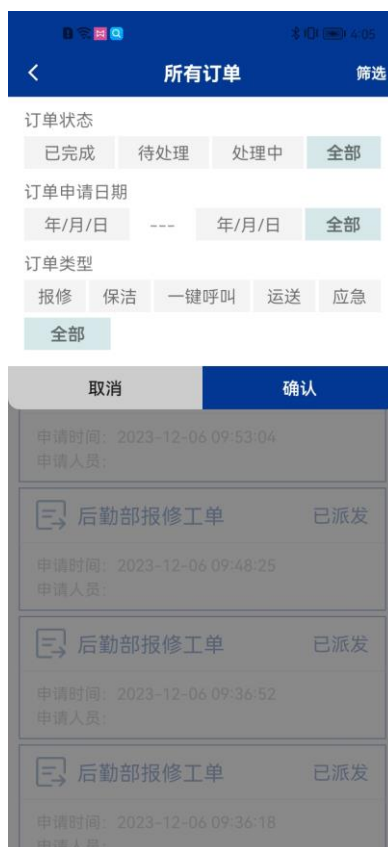 4:05
所有订单 筛选
订单状态
已完成 待处理 处理中 全部
订单申请日期
年/月/日 --- 年/月/日 全部
订单类型
报修 保洁 一键呼叫 运送 应急
全部
取消 确认
申请时间: 2023-12-06 09:53:04
申请人员:
后勤部报修工单 已派发
申请时间: 2023-12-06 09:48:25
申请人员:
后勤部报修工单 已派发
申请时间: 2023-12-06 09:36:52
申请人员:
后勤部报修工单 已派发
申请时间: 2023-12-06 09:36:18
申请人员: